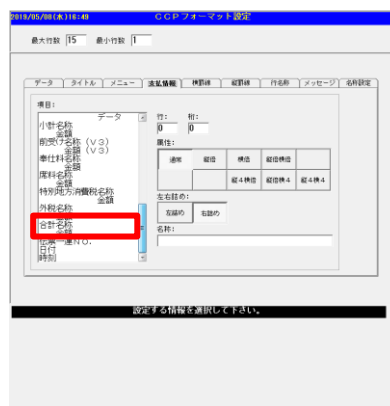 2019/05/08(水)16:49 CCPフォーマット設定
最大行数 15 最小行数 1
データ タイトル メニュー 支払情報 横罫線 縦罫線 行名称 メッセージ 名称設定
項目: 行: 桁:
データ
小計名称 0 0
金額
前受け名称(V3) 属性:
金額(V3)
奉仕料名称 通常 縦倍 横倍 縦倍横倍
金額
席料名称
金額 縦4横倍 縦倍横4 縦4横4
特別地方消費税名称
金額 左右詰め:
外税名称 左詰め 右詰め
合計名称 名称:
金額
伝票一連NO.
日付
時刻
設定する情報を選択して下さい。